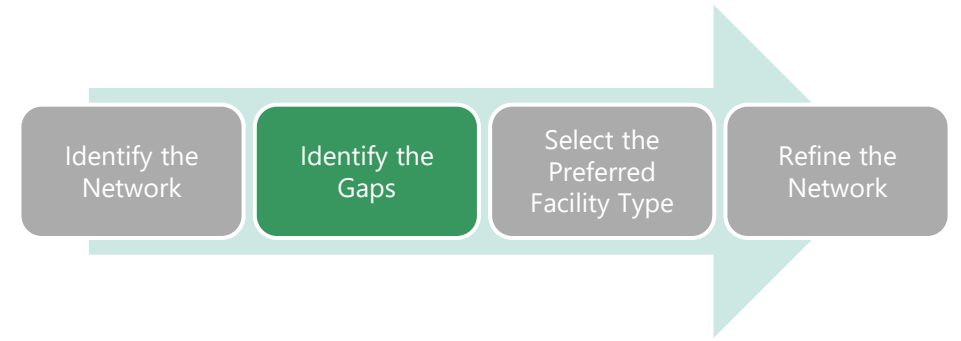 Identify the
Network
Identify the
Gaps
Select the
Preferred
Facility Type
Refine the
Network